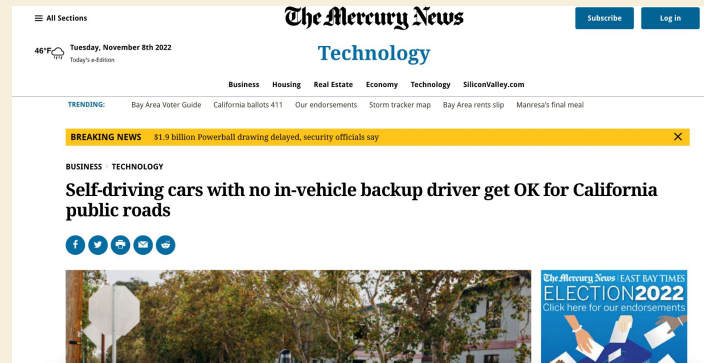 All Sections
The Mercury News
Subscribe
Log in
46°F
Tuesday, November 8th 2022
Today's e-Edition
Technology
Business Housing Real Estate Economy Technology SiliconValley.com
TRENDING: Bay Area Voter Guide California ballots 411 Our endorsements Storm tracker map Bay Area rents slip Manresa's final meal
BREAKING NEWS $1.9 billion Powerball drawing delayed, security officials say
BUSINESS TECHNOLOGY
Self-driving cars with no in-vehicle backup driver get OK for California
public roads
The Mercury News | EAST BAY TIMES
ELECTION2022
Click here for our endorsements